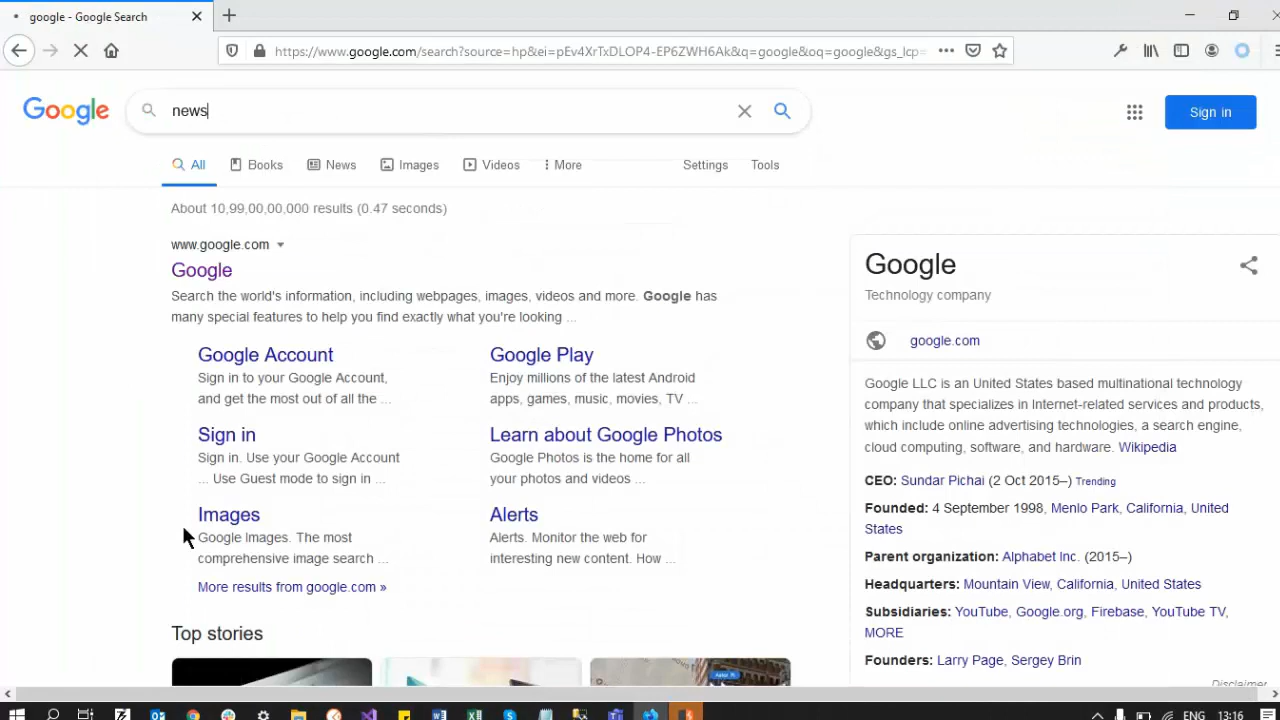 google - Google Search
https://www.google.com/search?source=hp&ei=pEv4XrTxDLOP4-EP6ZWH6Ak&q=google&oq=google&gs_lcp=
Google
news
Sign in
All Books News Images Videos More Settings Tools
About 10,99,00,00,000 results (0.47 seconds)
www.google.com
Google
Search the world's information, including webpages, images, videos and more. Google has
many special features to help you find exactly what you're looking ...
Google Account
Sign in to your Google Account,
and get the most out of all the ...
Google Play
Enjoy millions of the latest Android
apps, games, music, movies, TV ...
Sign in
Sign in. Use your Google Account
... Use Guest mode to sign in ...
Learn about Google Photos
Google Photos is the home for all
your photos and videos ...
Images
Google Images. The most
comprehensive image search ...
Alerts
Alerts. Monitor the web for
interesting new content. How ...
More results from google.com »
Top stories
Google
Technology company
google.com
Google LLC is an United States based multinational technology
company that specializes in Internet-related services and products,
which include online advertising technologies, a search engine,
cloud computing, software, and hardware. Wikipedia
CEO: Sundar Pichai (2 Oct 2015–) Trending
Founded: 4 September 1998, Menlo Park, California, United
States
Parent organization: Alphabet Inc. (2015–)
Headquarters: Mountain View, California, United States
Subsidiaries: YouTube, Google.org, Firebase, YouTube TV,
MORE
Founders: Larry Page, Sergey Brin
Disclaimer
ENG 13:16